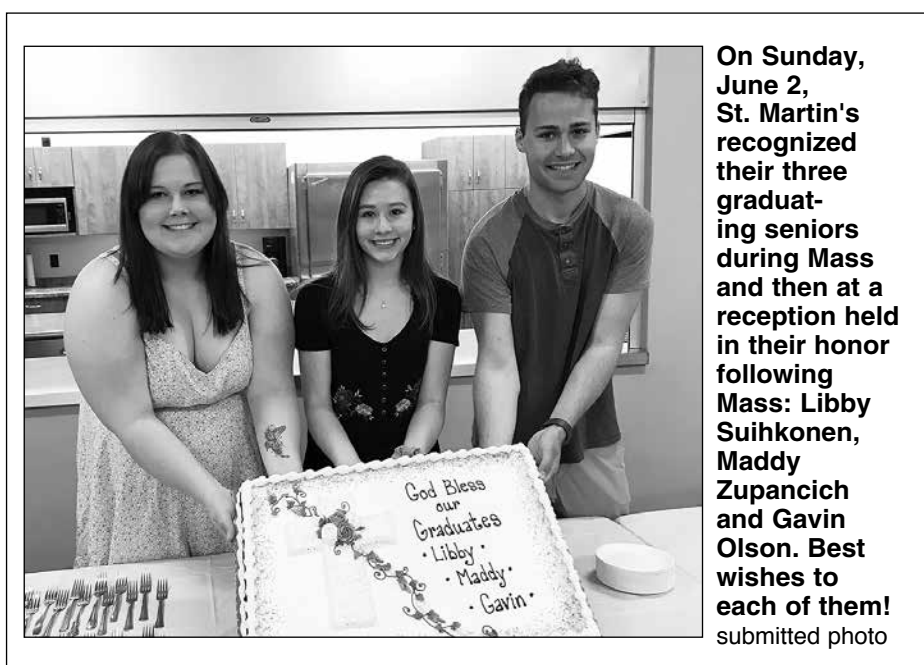 On Sunday,
June 2,
St. Martin's
recognized
their three
graduat-
ing seniors
during Mass
and then at a
reception held
in their honor
following
Mass: Libby
Suihkonen,
Maddy
Zupancich
and Gavin
Olson. Best
wishes to
each of them!
submitted photo
God Bless
our
Graduates
• Libby •
• Maddy •
• Gavin •